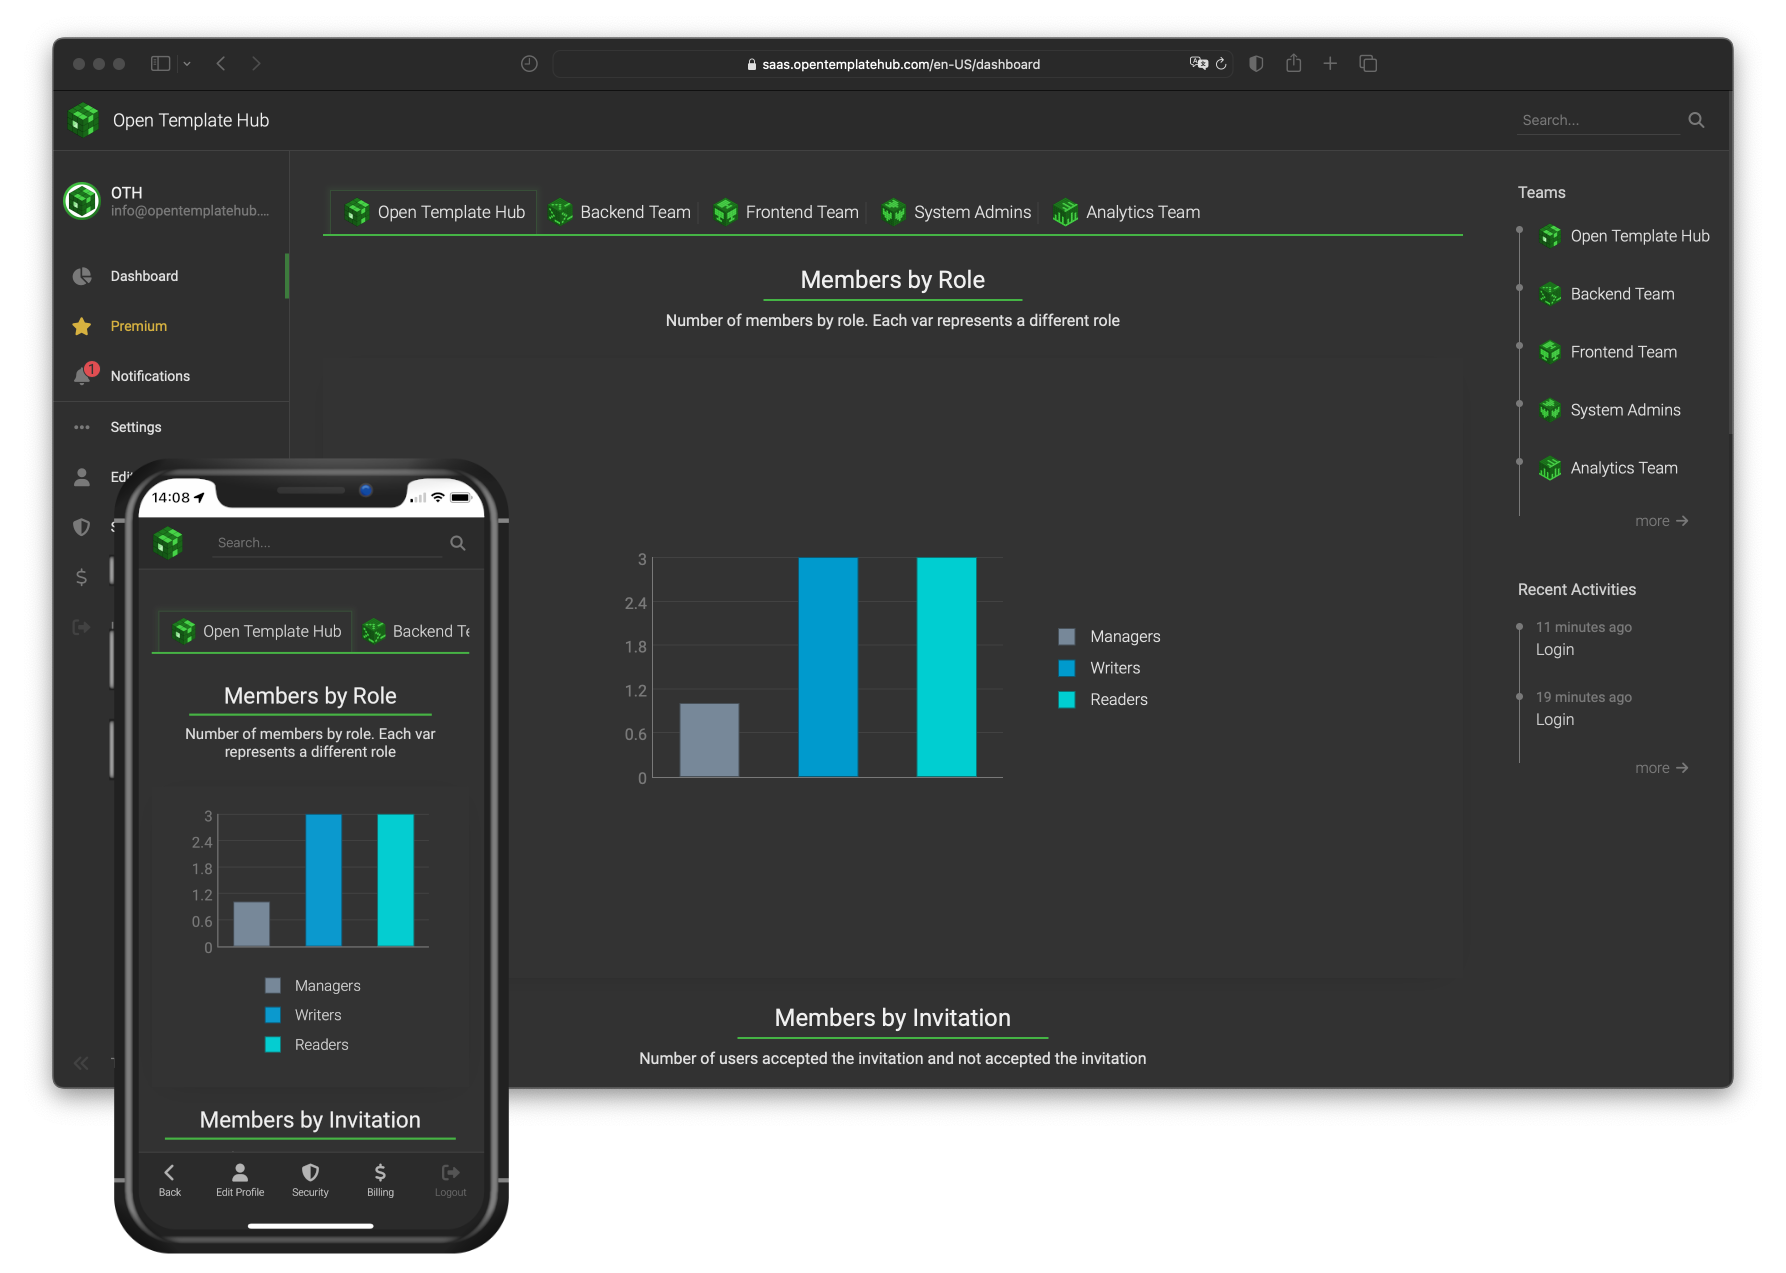 saas.opentemplatehub.com/en-US/dashboard
Open Template Hub
Search...
OTH
info@opentemplatehub....
Dashboard
Premium
1
Notifications
Settings
Open Template Hub
Backend Team
Frontend Team
System Admins
Analytics Team
Members by Role
Number of members by role. Each var represents a different role
3
2.4
1.8
1.2
0.6
0
Managers
Writers
Readers
Members by Invitation
Number of users accepted the invitation and not accepted the invitation
Teams
Open Template Hub
Backend Team
Frontend Team
System Admins
Analytics Team
more
Recent Activities
11 minutes ago
Login
19 minutes ago
Login
more
14:08
Search...
Open Template Hub
Backend Te
Members by Role
Number of members by role. Each var
represents a different role
3
2.4
1.8
1.2
0.6
0
Managers
Writers
Readers
Members by Invitation
Back
Edit Profile
Security
Billing
Logout